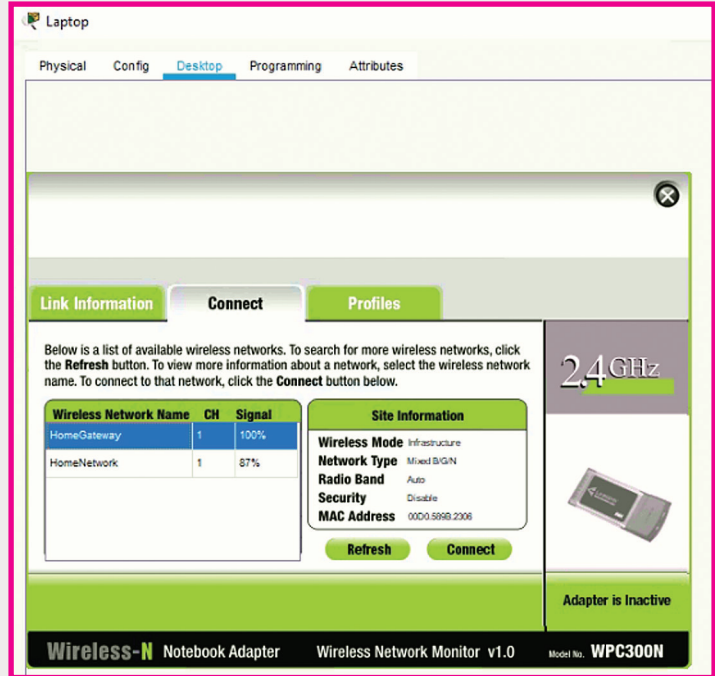 Laptop
Physical Config Desktop Programming Attributes
Link Information Connect Profiles
Below is a list of available wireless networks. To search for more wireless networks, click
the Refresh button. To view more information about a network, select the wireless network
name. To connect to that network, click the Connect button below.
2.4GHz
Wireless Network Name CH Signal
HomeGateway 1 100%
HomeNetwork 1 87%
Site Information
Wireless Mode Infrastructure
Network Type Mixed B/G/N
Radio Band Auto
Security Disable
MAC Address 00D0.589B.2306
Refresh Connect
Adapter is Inactive
Wireless-N Notebook Adapter Wireless Network Monitor v1.0 Model No. WPC300N